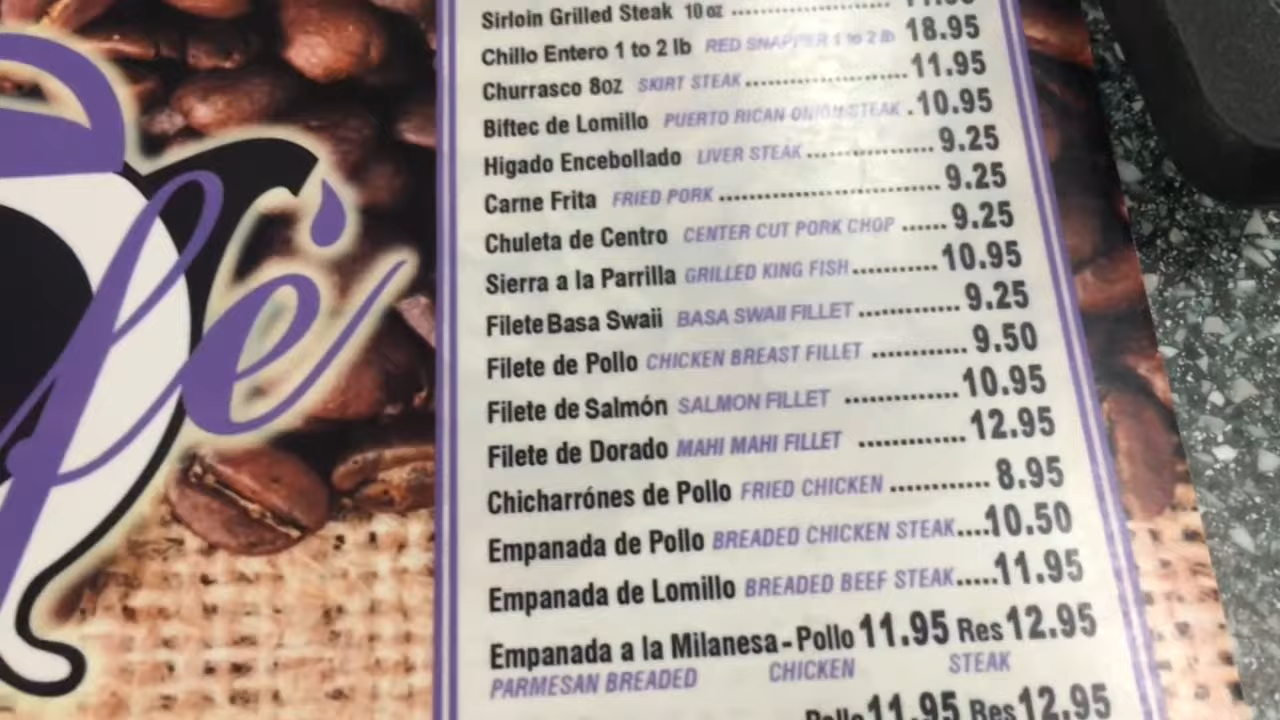 Sirloin Grilled Steak 10 oz ....................
Chillo Entero 1 to 2 lb RED SNAPPER 1 to 2 lb 18.95
Churrasco 8oz SKIRT STEAK ........................ 11.95
Biftec de Lomillo PUERTO RICAN ONION STEAK . 10.95
Higado Encebollado LIVER STEAK .................. 9.25
Carne Frita FRIED PORK ............................... 9.25
Chuleta de Centro CENTER CUT PORK CHOP ...... 9.25
Sierra a la Parrilla GRILLED KING FISH ............ 10.95
Filete Basa Swaii BASA SWAII FILLET .............. 9.25
Filete de Pollo CHICKEN BREAST FILLET ............ 9.50
Filete de Salmón SALMON FILLET .............. 10.95
Filete de Dorado MAHI MAHI FILLET ............. 12.95
Chicharrónes de Pollo FRIED CHICKEN ............ 8.95
Empanada de Pollo BREADED CHICKEN STEAK....10.50
Empanada de Lomillo BREADED BEEF STEAK.....11.95
Empanada a la Milanesa - Pollo 11.95 Res 12.95
PARMESAN BREADED CHICKEN STEAK
Pollo 11.95 Res 12.95
fé